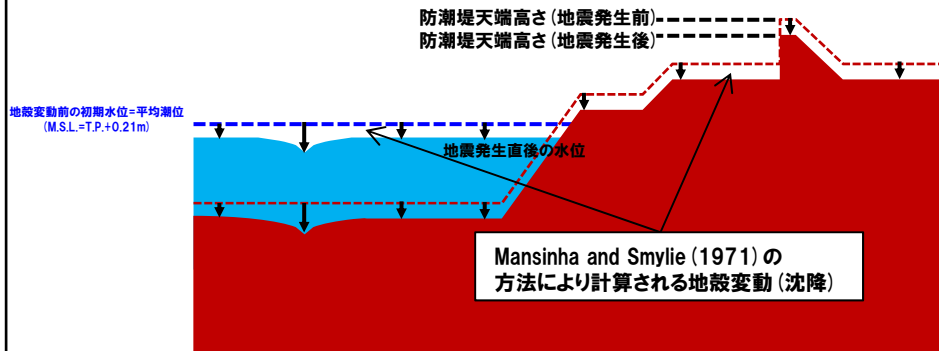 防潮堤天端高さ（地震発生前）
防潮堤天端高さ（地震発生後）
地殻変動前の初期水位=平均潮位
（M.S.L.=T.P.+0.21m）
地震発生直後の水位
Mansinha and Smylie（1971）の
方法により計算される地殻変動（沈降）